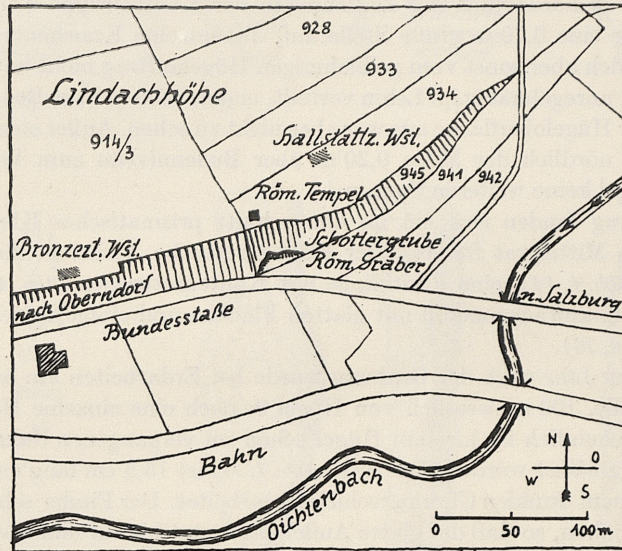 928
933
934
Lindachhöhe
914/3
Hallstattz. Wsl.
945 941 942
Röm. Tempel
Schottergrube
Röm. Gräber
Bronzezt. Wsl.
nach Oberndorf
n. Salzburg
Bundesstaße
Bahn
Oichtenbach
N
O
W
S
0 50 100m